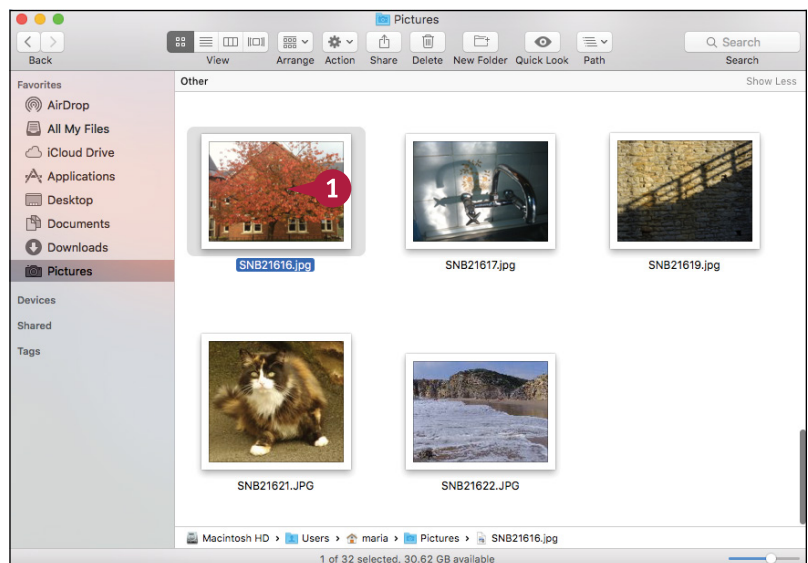 Pictures
Back View Arrange Action Share Delete New Folder Quick Look Path Search
Search
Favorites
AirDrop
All My Files
iCloud Drive
Applications
Desktop
Documents
Downloads
Pictures
Devices
Shared
Tags
Other Show Less
1
SNB21616.jpg SNB21617.jpg SNB21619.jpg
SNB21621.JPG SNB21622.JPG
Macintosh HD › Users › maria › Pictures › SNB21616.jpg
1 of 32 selected, 30.62 GB available